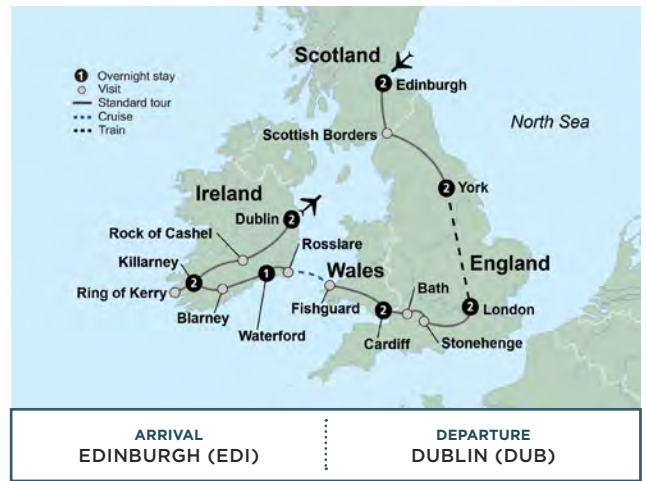 Scotland
1 Overnight stay
Visit
Standard tour
Cruise
Train
2 Edinburgh
North Sea
Scottish Borders
2
York
Ireland
Dublin 2
Rock of Cashel
Rosslare
Killarney
2
1
Wales
England
Ring of Kerry
Bath
Blarney
Fishguard
2 London
Waterford
2
Cardiff
Stonehenge
ARRIVAL
EDINBURGH (EDI)
DEPARTURE
DUBLIN (DUB)